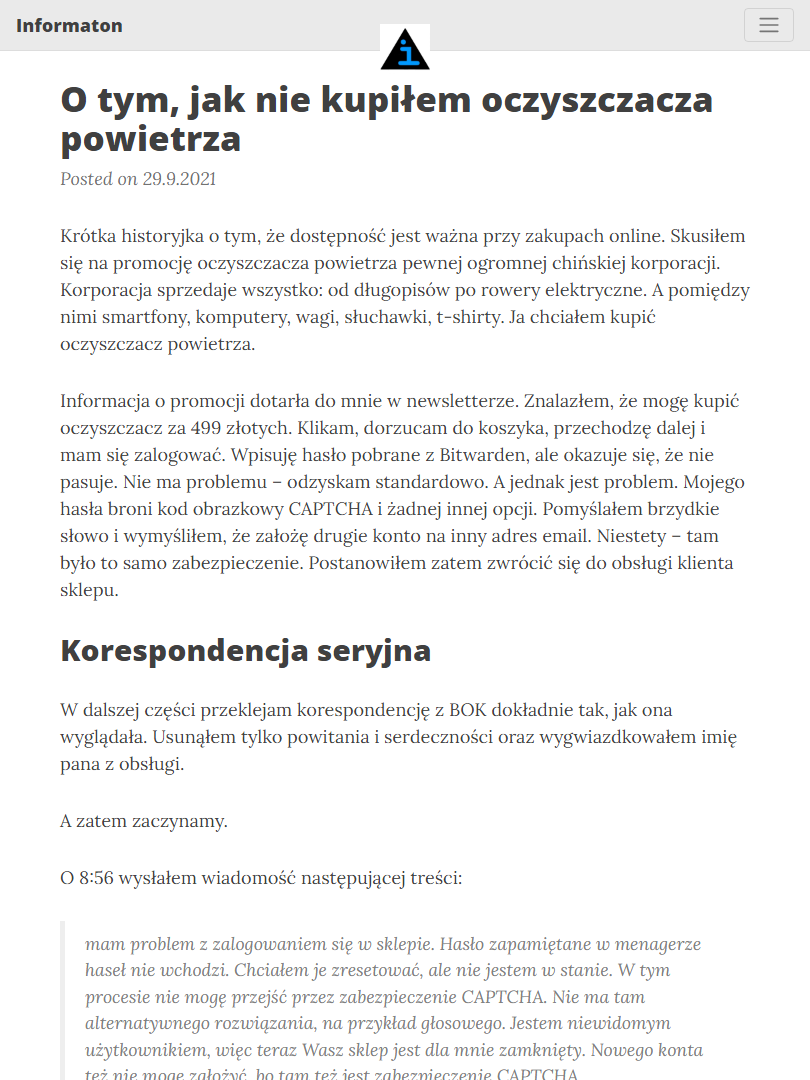 Informaton
i
O tym, jak nie kupiłem oczyszczacza
powietrza
Posted on 29.9.2021
Krótka historyjka o tym, że dostępność jest ważna przy zakupach online. Skusiłem
się na promocję oczyszczacza powietrza pewnej ogromnej chińskiej korporacji.
Korporacja sprzedaje wszystko: od długopisów po rowery elektryczne. A pomiędzy
nimi smartfony, komputery, wagi, słuchawki, t-shirty. Ja chciałem kupić
oczyszczacz powietrza.
Informacja o promocji dotarła do mnie w newsletterze. Znalazłem, że mogę kupić
oczyszczacz za 499 złotych. Klikam, dorzucam do koszyka, przechodzę dalej i
mam się zalogować. Wpisuję hasło pobrane z Bitwarden, ale okazuje się, że nie
pasuje. Nie ma problemu – odzyskam standardowo. A jednak jest problem. Mojego
hasła broni kod obrazkowy CAPTCHA i żadnej innej opcji. Pomyślałem brzydkie
słowo i wymyśliłem, że założę drugie konto na inny adres email. Niestety – tam
było to samo zabezpieczenie. Postanowiłem zatem zwrócić się do obsługi klienta
sklepu.
Korespondencja seryjna
W dalszej części przeklejam korespondencję z BOK dokładnie tak, jak ona
wyglądała. Usunąłem tylko powitania i serdeczności oraz wygwiazdkowałem imię
pana z obsługi.
A zatem zaczynamy.
O 8:56 wysłałem wiadomość następującej treści:
mam problem z zalogowaniem się w sklepie. Hasło zapamiętane w menagerze
haseł nie wchodzi. Chciałem je zresetować, ale nie jestem w stanie. W tym
procesie nie mogę przejść przez zabezpieczenie CAPTCHA. Nie ma tam
alternatywnego rozwiązania, na przykład głosowego. Jestem niewidomym
użytkownikiem, więc teraz Wasz sklep jest dla mnie zamknięty. Nowego konta
też nie mogę założyć, bo tam też jest zabezpieczenie CAPTCHA.